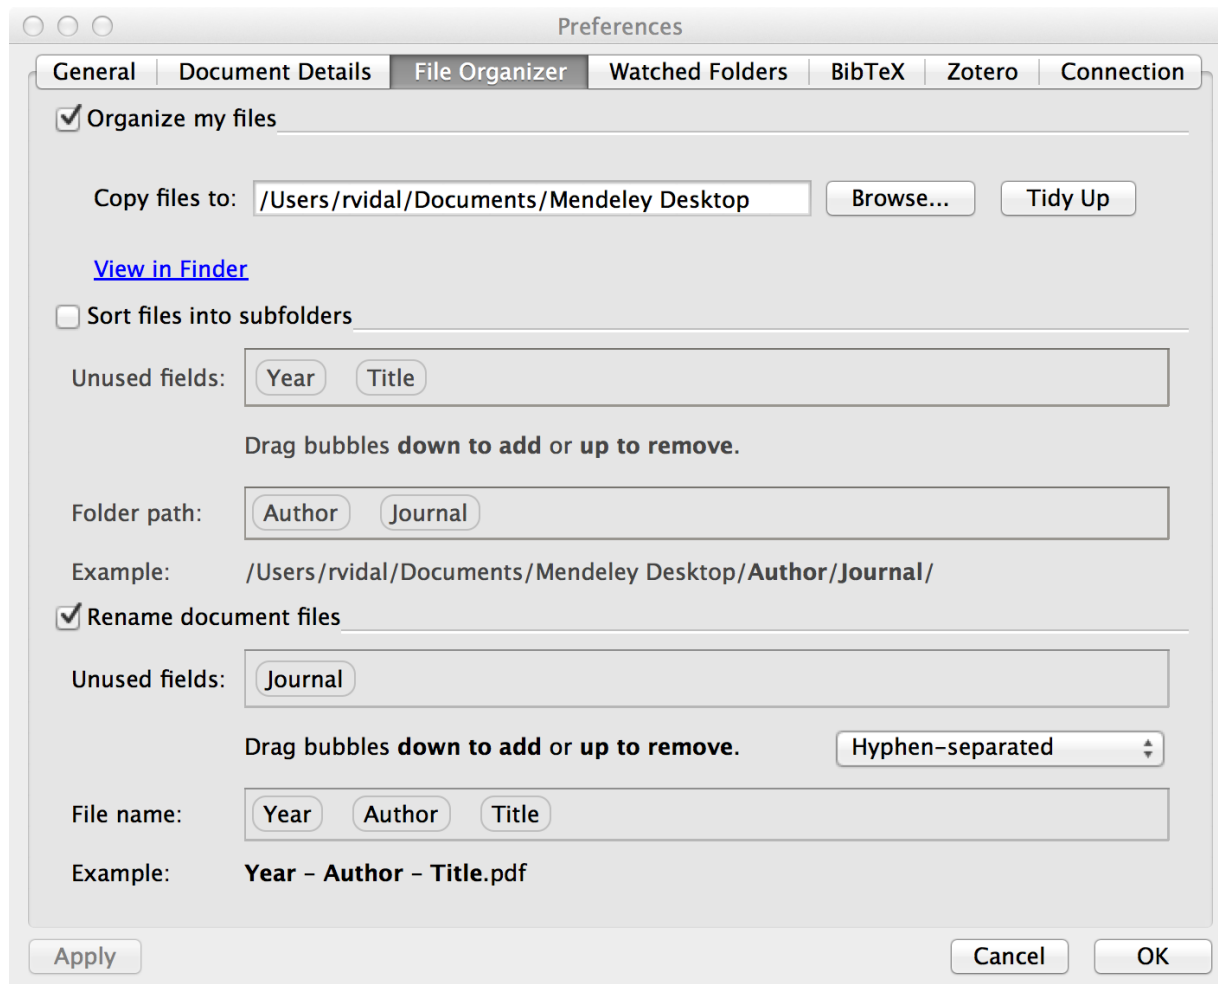 Preferences
General Document Details File Organizer Watched Folders BibTeX Zotero Connection
Organize my files
Copy files to: /Users/rvidal/Documents/Mendeley Desktop Browse... Tidy Up
View in Finder
Sort files into subfolders
Unused fields: Year Title
Drag bubbles down to add or up to remove.
Folder path: Author Journal
Example: /Users/rvidal/Documents/Mendeley Desktop/Author/Journal/
Rename document files
Unused fields: Journal
Drag bubbles down to add or up to remove. Hyphen-separated
File name: Year Author Title
Example: Year - Author - Title.pdf
Apply Cancel OK